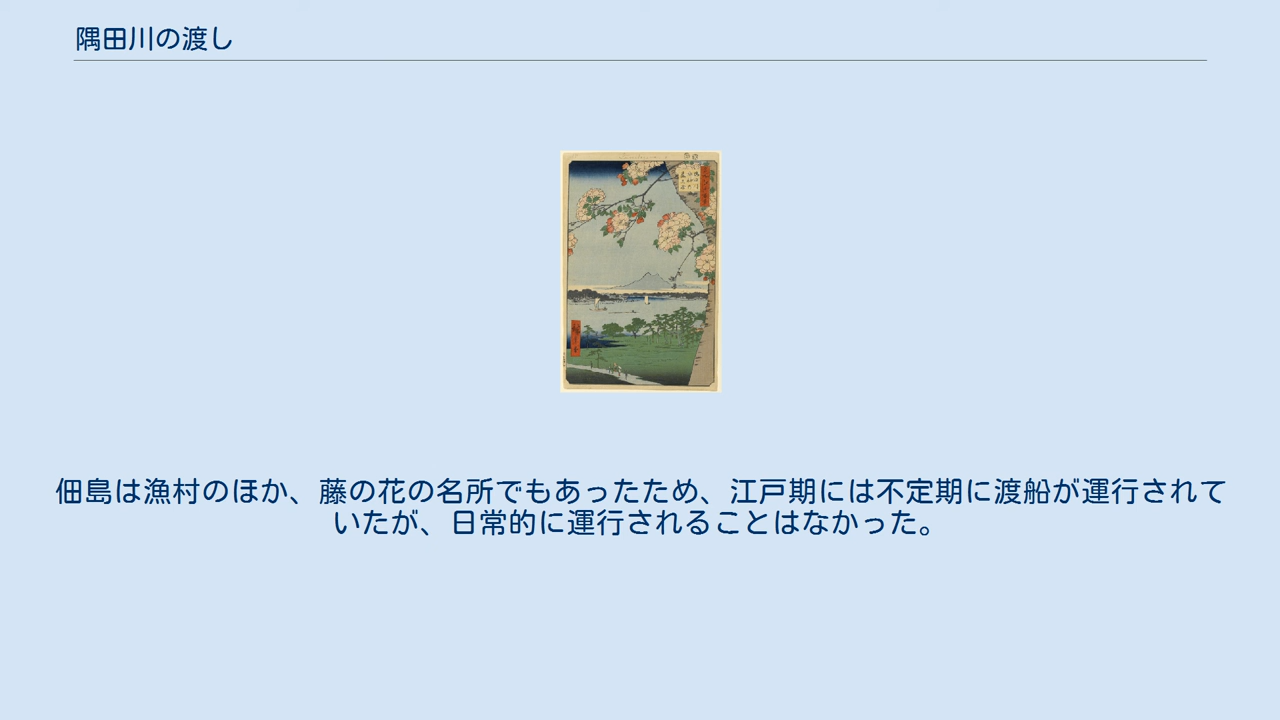 隅田川の渡し
佃島は漁村のほか、藤の花の名所でもあったため、江戸期には不定期に渡船が運行されて
いたが、日常的に運行されることはなかった。